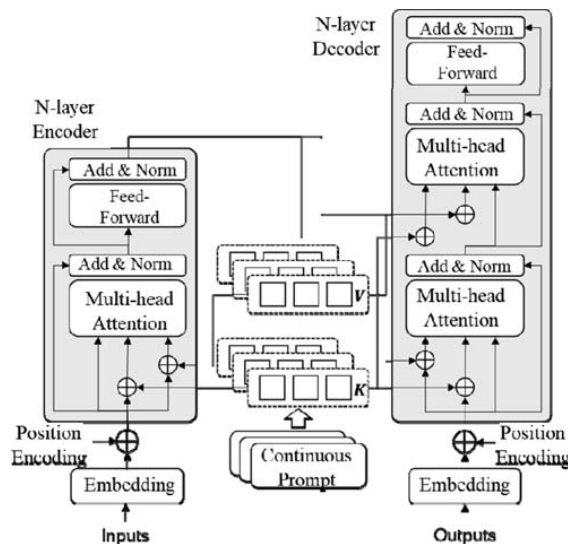 N-layer
Encoder
Add & Norm
Feed-
Forward
Add & Norm
Multi-head
Attention
Position
Encoding
Embedding
Inputs
V
K
Continuous
Prompt
N-layer
Decoder
Add & Norm
Feed-
Forward
Add & Norm
Multi-head
Attention
Add & Norm
Multi-head
Attention
Position
Encoding
Embedding
Outputs